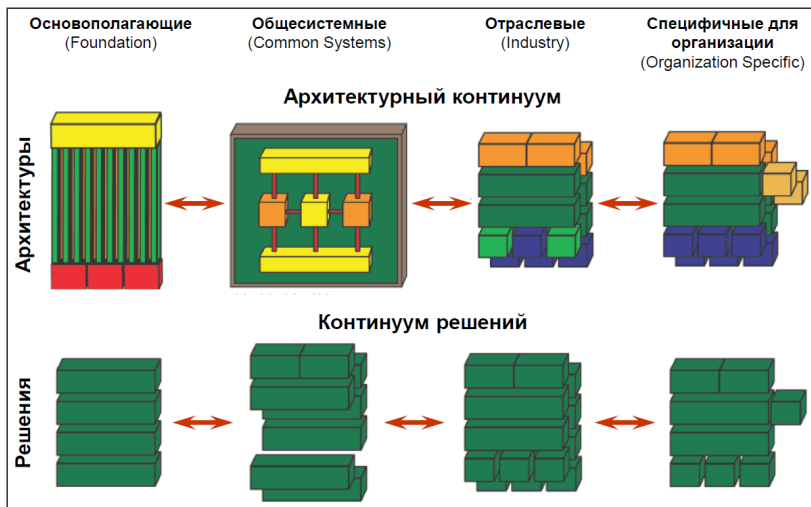 Основополагающие
(Foundation)
Общесистемные
(Common Systems)
Отраслевые
(Industry)
Специфичные для
организации
(Organization Specific)
Архитектурный континуум
Архитектуры
Континуум решений
Решения